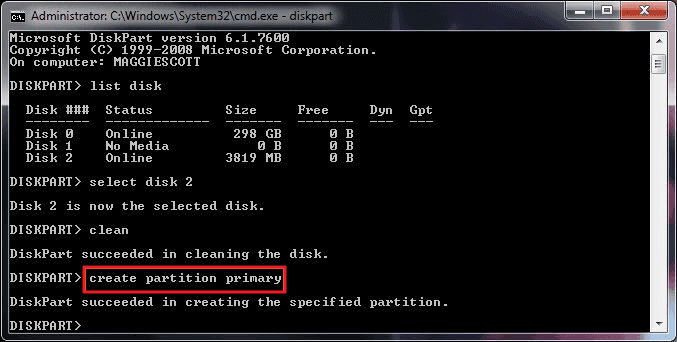 Administrator: C:\Windows\System32\cmd.exe - diskpart
Microsoft DiskPart version 6.1.7600
Copyright (C) 1999-2008 Microsoft Corporation.
On computer: MAGGIESCOTT
DISKPART> list disk
Disk ### Status Size Free Dyn Gpt
-------- ------------- ------- ------- --- ---
Disk 0 Online 298 GB 0 B
Disk 1 No Media 0 B 0 B
Disk 2 Online 3819 MB 0 B
DISKPART> select disk 2
Disk 2 is now the selected disk.
DISKPART> clean
DiskPart succeeded in cleaning the disk.
DISKPART> create partition primary
DiskPart succeeded in creating the specified partition.
DISKPART>